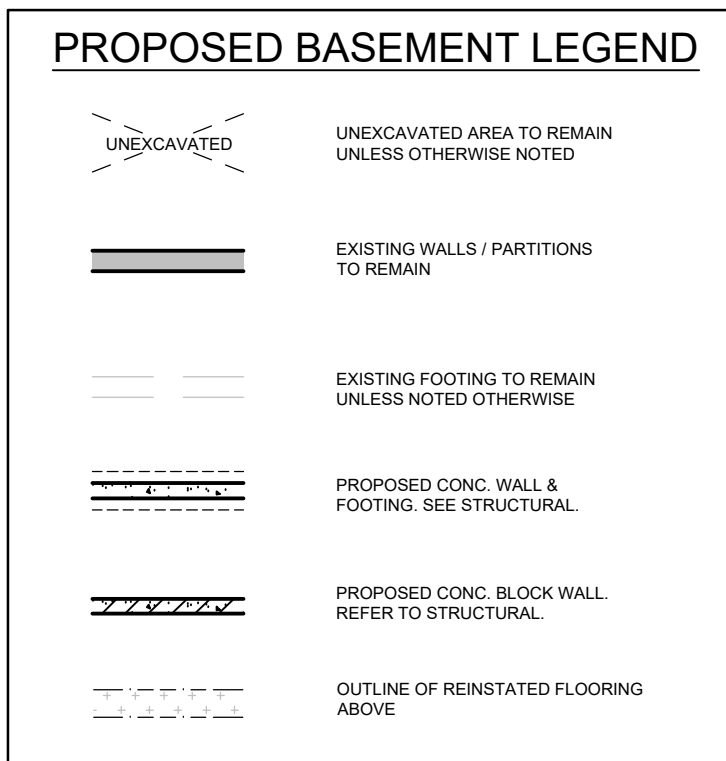 PROPOSED BASEMENT LEGEND
UNEXCAVATED
UNEXCAVATED AREA TO REMAIN
UNLESS OTHERWISE NOTED
EXISTING WALLS / PARTITIONS
TO REMAIN
EXISTING FOOTING TO REMAIN
UNLESS NOTED OTHERWISE
PROPOSED CONC. WALL &
FOOTING. SEE STRUCTURAL.
PROPOSED CONC. BLOCK WALL.
REFER TO STRUCTURAL.
OUTLINE OF REINSTATED FLOORING
ABOVE